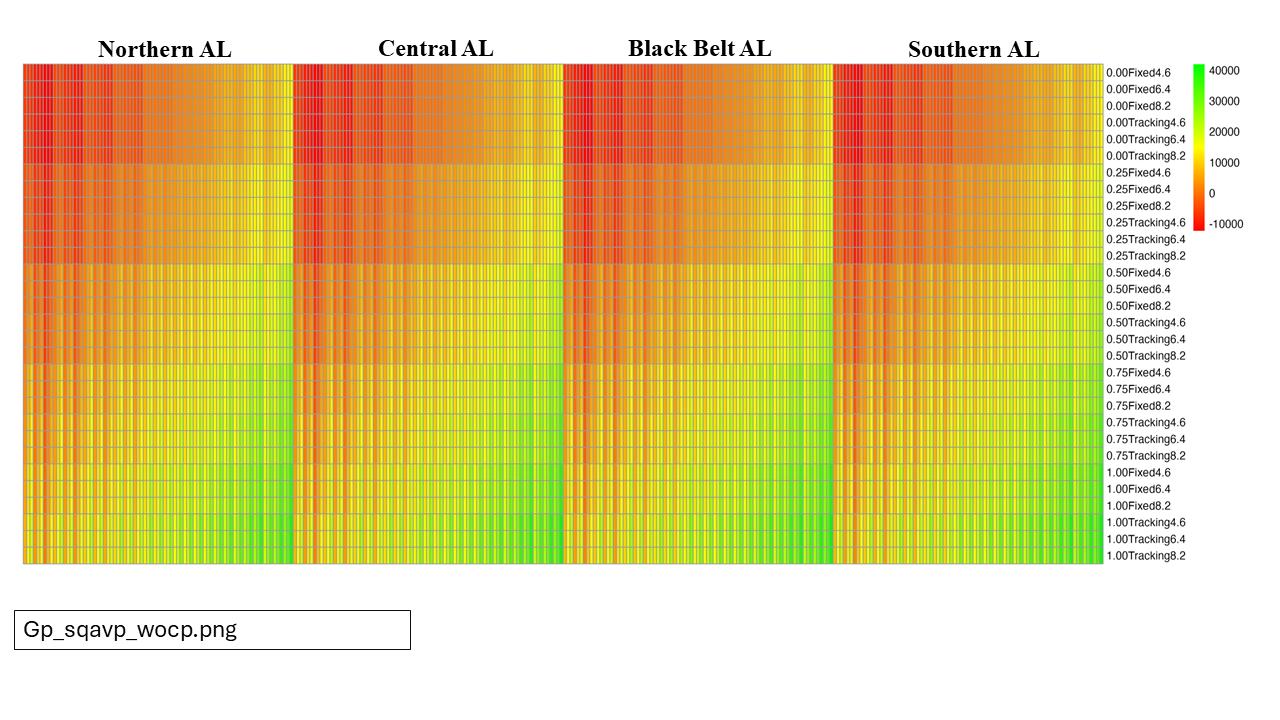 Northern AL Central AL Black Belt AL Southern AL
0.00Fixed4.6
0.00Fixed6.4
0.00Fixed8.2
0.00Tracking4.6
0.00Tracking6.4
0.00Tracking8.2
0.25Fixed4.6
0.25Fixed6.4
0.25Fixed8.2
0.25Tracking4.6
0.25Tracking6.4
0.25Tracking8.2
0.50Fixed4.6
0.50Fixed6.4
0.50Fixed8.2
0.50Tracking4.6
0.50Tracking6.4
0.50Tracking8.2
0.75Fixed4.6
0.75Fixed6.4
0.75Fixed8.2
0.75Tracking4.6
0.75Tracking6.4
0.75Tracking8.2
1.00Fixed4.6
1.00Fixed6.4
1.00Fixed8.2
1.00Tracking4.6
1.00Tracking6.4
1.00Tracking8.2
40000
30000
20000
10000
0
-10000
Gp_sqavp_wocp.png